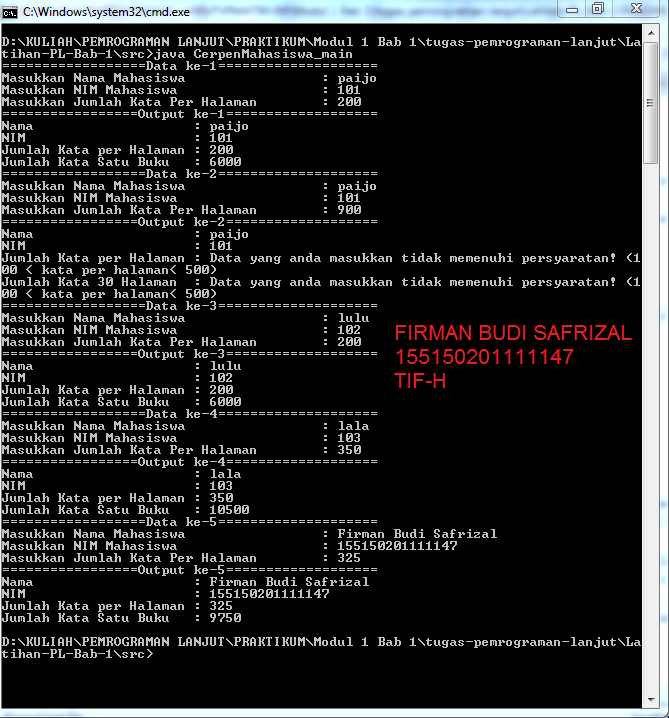 C:\Windows\system32\cmd.exe
D:\KULIAH\PEMROGRAMAN LANJUT\PRAKTIKUM\Modul 1 Bab 1\tugas-pemrograman-lanjut\La
tihan-PL-Bab-1\src>java CerpenMahasiswa_main
==================Data ke-1====================
Masukkan Nama Mahasiswa : paijo
Masukkan NIM Mahasiswa : 101
Masukkan Jumlah Kata Per Halaman : 200
=================Output ke-1===================
Nama : paijo
NIM : 101
Jumlah Kata per Halaman : 200
Jumlah Kata Satu Buku : 6000
==================Data ke-2====================
Masukkan Nama Mahasiswa : paijo
Masukkan NIM Mahasiswa : 101
Masukkan Jumlah Kata Per Halaman : 900
=================Output ke-2===================
Nama : paijo
NIM : 101
Jumlah Kata per Halaman : Data yang anda masukkan tidak memenuhi persyaratan! (1
00 < kata per halaman< 500)
Jumlah Kata 30 Halaman : Data yang anda masukkan tidak memenuhi persyaratan! (1
00 < kata per halaman< 500)
==================Data ke-3====================
Masukkan Nama Mahasiswa : lulu
Masukkan NIM Mahasiswa : 102
Masukkan Jumlah Kata Per Halaman : 200
=================Output ke-3===================
Nama : lulu
NIM : 102
Jumlah Kata per Halaman : 200
Jumlah Kata Satu Buku : 6000
==================Data ke-4====================
Masukkan Nama Mahasiswa : lala
Masukkan NIM Mahasiswa : 103
Masukkan Jumlah Kata Per Halaman : 350
=================Output ke-4===================
Nama : lala
NIM : 103
Jumlah Kata per Halaman : 350
Jumlah Kata Satu Buku : 10500
==================Data ke-5====================
Masukkan Nama Mahasiswa : Firman Budi Safrizal
Masukkan NIM Mahasiswa : 155150201111147
Masukkan Jumlah Kata Per Halaman : 325
=================Output ke-5===================
Nama : Firman Budi Safrizal
NIM : 155150201111147
Jumlah Kata per Halaman : 325
Jumlah Kata Satu Buku : 9750
D:\KULIAH\PEMROGRAMAN LANJUT\PRAKTIKUM\Modul 1 Bab 1\tugas-pemrograman-lanjut\La
tihan-PL-Bab-1\src>
FIRMAN BUDI SAFRIZAL
155150201111147
TIF-H